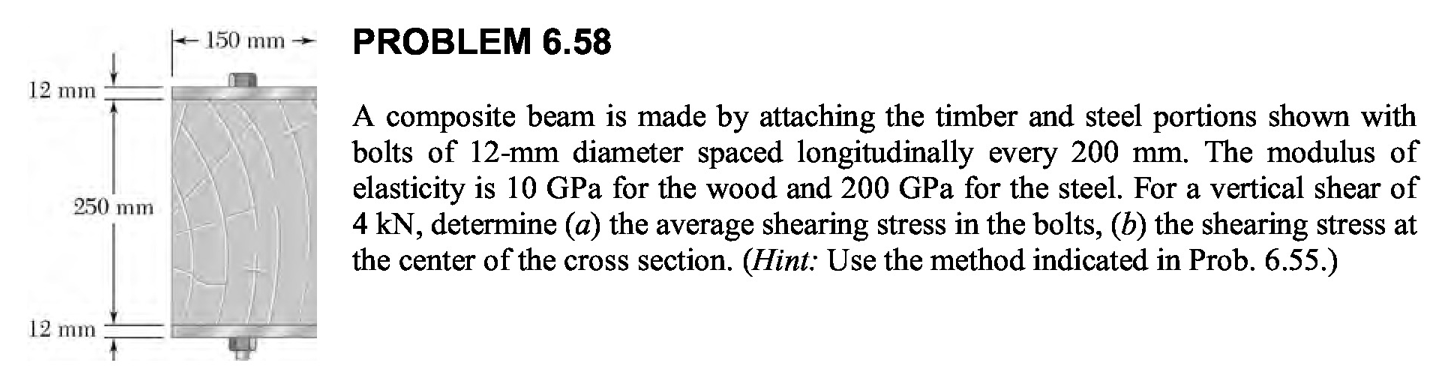 150 mm
PROBLEM 6.58
12 mm
A composite beam is made by attaching the timber and steel portions shown with
bolts of 12-mm diameter spaced longitudinally every 200 mm. The modulus of
elasticity is 10 GPa for the wood and 200 GPa for the steel. For a vertical shear of
250 mm
4 kN, determine (a) the average shearing stress in the bolts, (b) the shearing stress at
the center of the cross section. (Hint: Use the method indicated in Prob. 6.55.)
12 mm